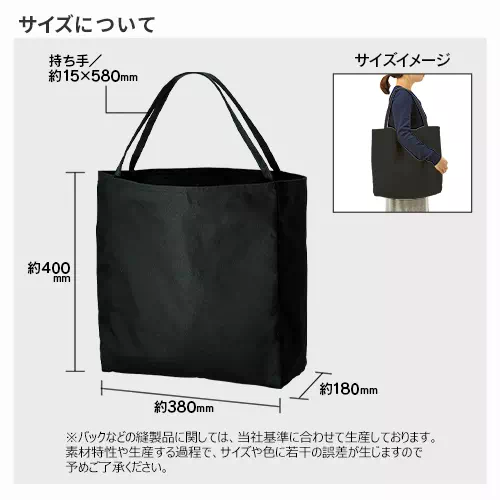 サイズについて
持ち手／
約15×580mm
サイズイメージ
約400
mm
約180mm
約380mm
※バックなどの縫製品に関しては、当社基準に合わせて生産しております。
素材特性や生産する過程で、サイズや色に若干の誤差が生じますので
予めご了承ください。